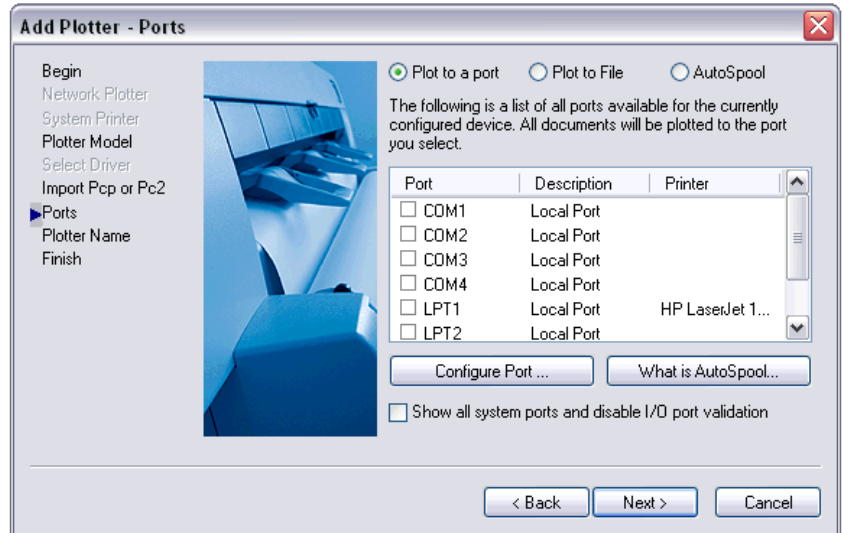 Add Plotter - Ports
Begin
Network Plotter
System Printer
Plotter Model
Select Driver
Import Pcp or Pc2
Ports
Plotter Name
Finish
Plot to a port Plot to File AutoSpool
The following is a list of all ports available for the currently
configured device. All documents will be plotted to the port
you select.
Port Description Printer
COM1 Local Port
COM2 Local Port
COM3 Local Port
COM4 Local Port
LPT1 Local Port HP LaserJet 1...
LPT2 Local Port
Configure Port ... What is AutoSpool...
Show all system ports and disable I/O port validation
< Back Next > Cancel